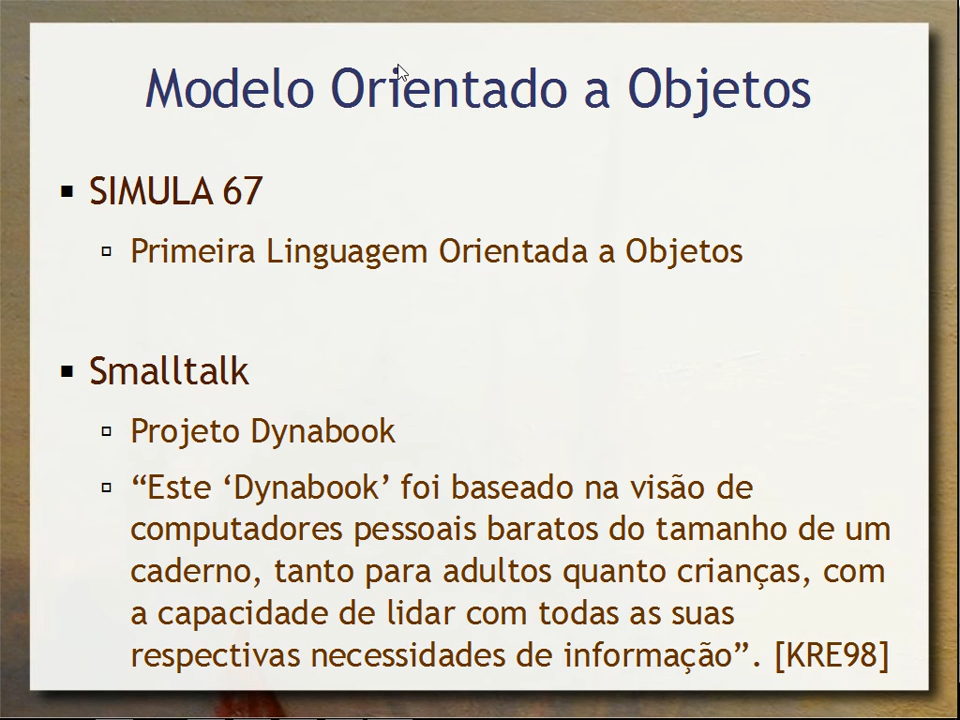 Modelo Orientado a Objetos
SIMULA 67
Primeira Linguagem Orientada a Objetos
Smalltalk
Projeto Dynabook
“Este ‘Dynabook’ foi baseado na visão de
computadores pessoais baratos do tamanho de um
caderno, tanto para adultos quanto crianças, com
a capacidade de lidar com todas as suas
respectivas necessidades de informação”. [KRE98]